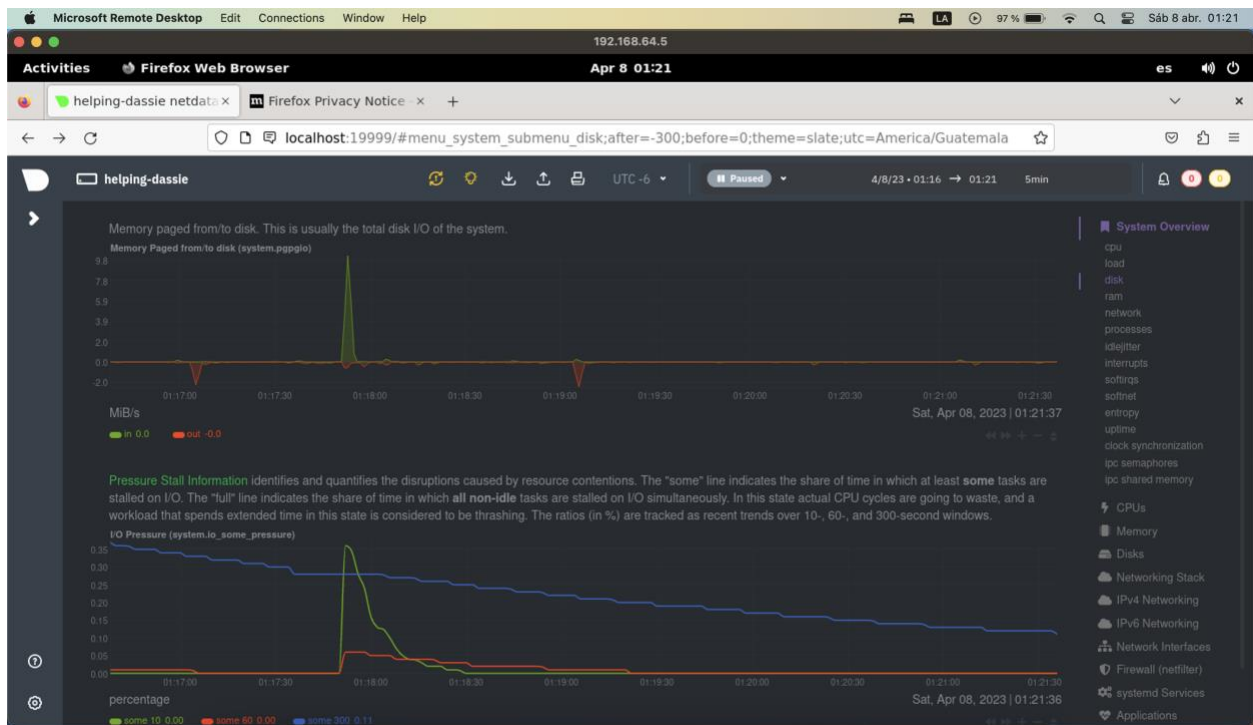 Microsoft Remote Desktop Edit Connections Window Help LA 97 % Sáb 8 abr. 01:21
192.168.64.5
Activities Firefox Web Browser Apr 8 01:21 es
helping-dassie netdata × m Firefox Privacy Notice × +
localhost:19999/#menu_system_submenu_disk;after=-300;before=0;theme=slate;utc=America/Guatemala
helping-dassie UTC -6 Paused 4/8/23 • 01:16 → 01:21 5min 0 0
Memory paged from/to disk. This is usually the total disk I/O of the system.
Memory Paged from/to disk (system.pgpgio)
9.8
7.8
5.9
3.9
2.0
0.0
-2.0
01:17:00 01:17:30 01:18:00 01:18:30 01:19:00 01:19:30 01:20:00 01:20:30 01:21:00 01:21:30
MiB/s Sat, Apr 08, 2023 | 01:21:37
in 0.0 out -0.0
Pressure Stall Information identifies and quantifies the disruptions caused by resource contentions. The "some" line indicates the share of time in which at least some tasks are
stalled on I/O. The "full" line indicates the share of time in which all non-idle tasks are stalled on I/O simultaneously. In this state actual CPU cycles are going to waste, and a
workload that spends extended time in this state is considered to be thrashing. The ratios (in %) are tracked as recent trends over 10-, 60-, and 300-second windows.
I/O Pressure (system.io_some_pressure)
0.35
0.30
0.25
0.20
0.15
0.10
0.05
0.00
01:17:00 01:17:30 01:18:00 01:18:30 01:19:00 01:19:30 01:20:00 01:20:30 01:21:00 01:21:30
percentage Sat, Apr 08, 2023 | 01:21:36
some 10 0.00 some 60 0.00 some 300 0.11
System Overview
cpu
load
disk
ram
network
processes
idlejitter
interrupts
softirqs
softnet
entropy
uptime
clock synchronization
ipc semaphores
ipc shared memory
CPUs
Memory
Disks
Networking Stack
IPv4 Networking
IPv6 Networking
Network Interfaces
Firewall (netfilter)
systemd Services
Applications